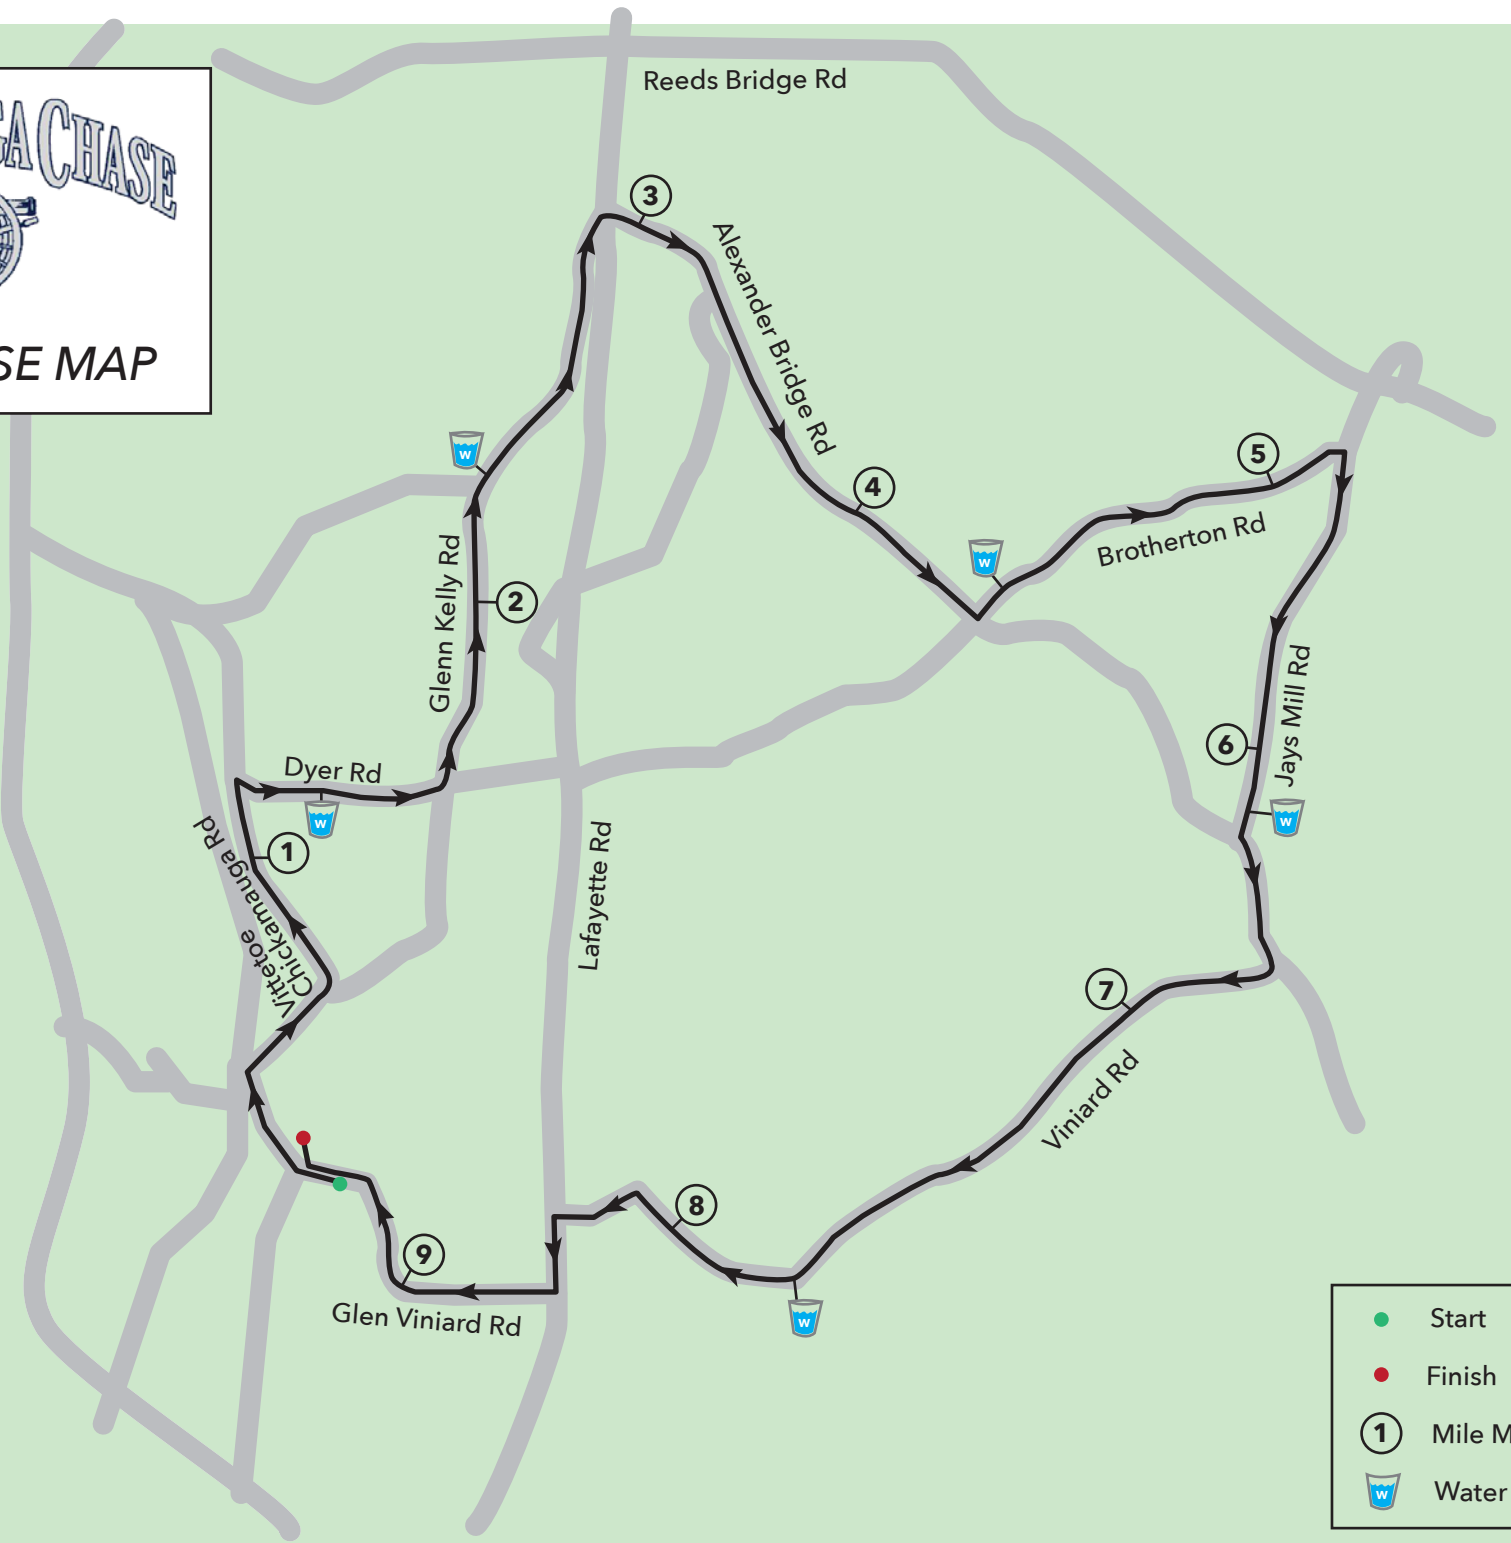 Reeds Bridge Rd
GA CHASE
SE MAP
3
Alexander Bridge Rd
W
4
5
Brotherton Rd
W
Glenn Kelly Rd
2
Jays Mill Rd
6
W
Dyer Rd
W
1
Vittetoe
Chickamauga Rd
Lafayette Rd
7
Viniard Rd
8
9
Glen Viniard Rd
W
Start
Finish
1 Mile M
W Water